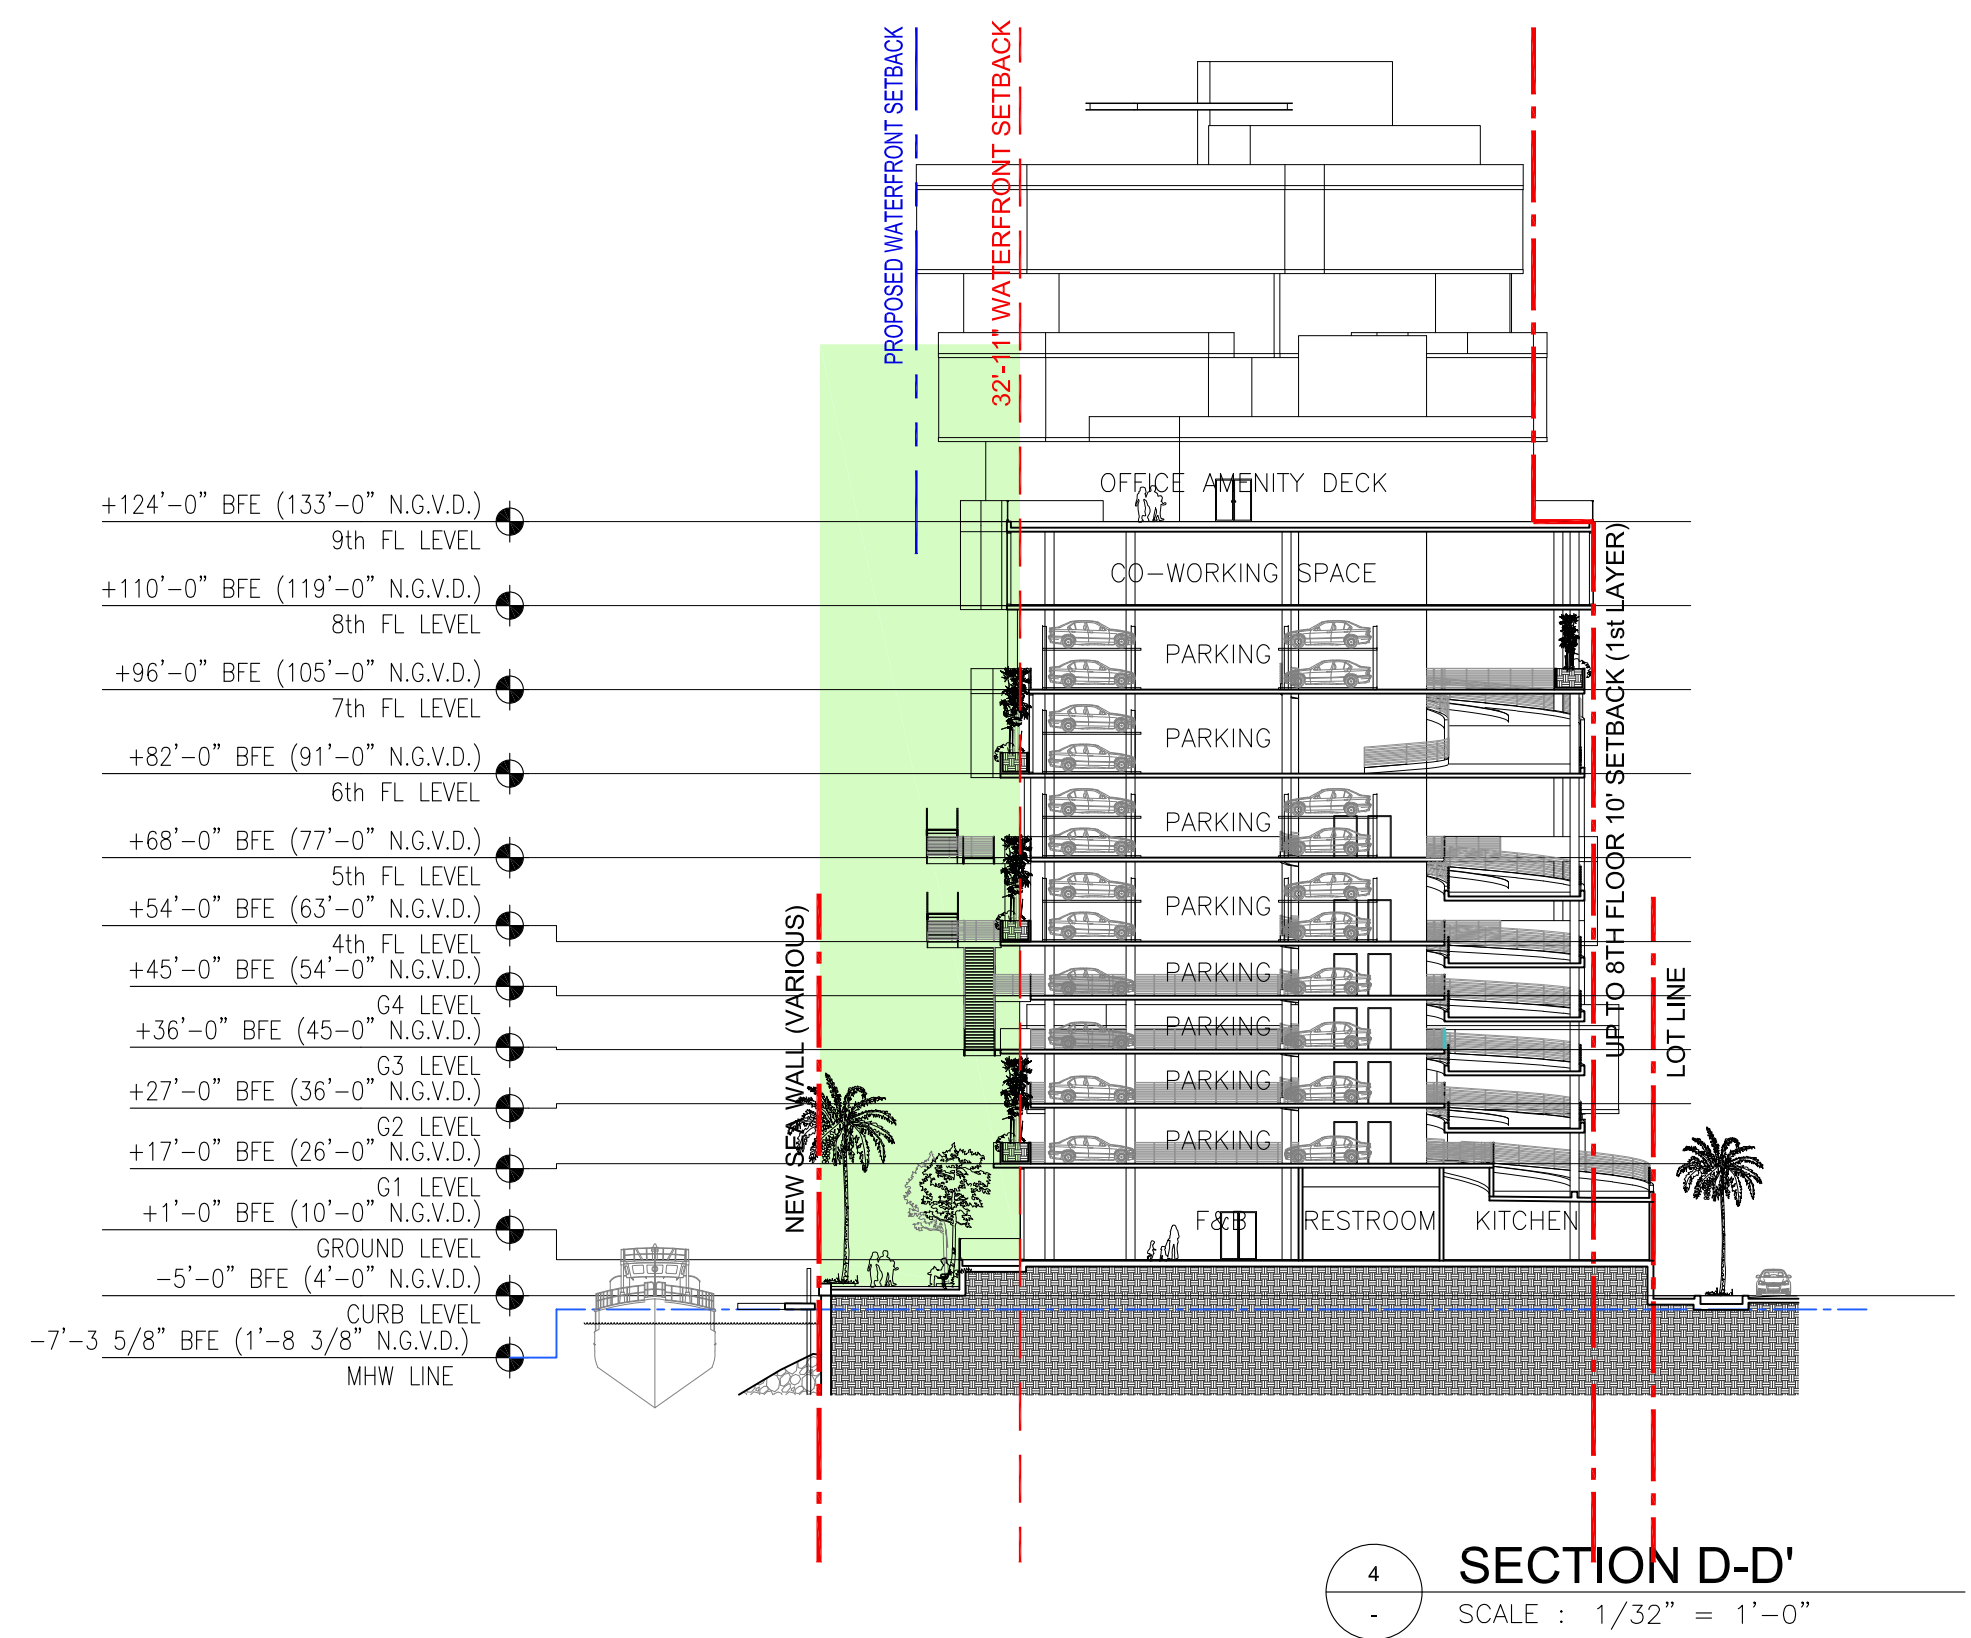 PROPOSED WATERFRONT SETBACK
32'-11" WATERFRONT SETBACK
OFFICE AMENITY DECK
+124'-0" BFE (133'-0" N.G.V.D.)
9th FL LEVEL
CO-WORKING SPACE
+110'-0" BFE (119'-0" N.G.V.D.)
8th FL LEVEL
PARKING
+96'-0" BFE (105'-0" N.G.V.D.)
7th FL LEVEL
PARKING
+82'-0" BFE (91'-0" N.G.V.D.)
6th FL LEVEL
PARKING
+68'-0" BFE (77'-0" N.G.V.D.)
5th FL LEVEL
PARKING
+54'-0" BFE (63'-0" N.G.V.D.)
4th FL LEVEL
PARKING
+45'-0" BFE (54'-0" N.G.V.D.)
G4 LEVEL
PARKING
+36'-0" BFE (45-0" N.G.V.D.)
G3 LEVEL
PARKING
+27'-0" BFE (36'-0" N.G.V.D.)
G2 LEVEL
PARKING
+17'-0" BFE (26'-0" N.G.V.D.)
G1 LEVEL
+1'-0" BFE (10'-0" N.G.V.D.)
GROUND LEVEL
F&B
RESTROOM
KITCHEN
-5'-0" BFE (4'-0" N.G.V.D.)
CURB LEVEL
-7'-3 5/8" BFE (1'-8 3/8" N.G.V.D.)
MHW LINE
NEW SEA WALL (VARIOUS)
UP TO 8TH FLOOR 10' SETBACK (1st LAYER)
LOT LINE
4
-
SECTION D-D'
SCALE : 1/32" = 1'-0"